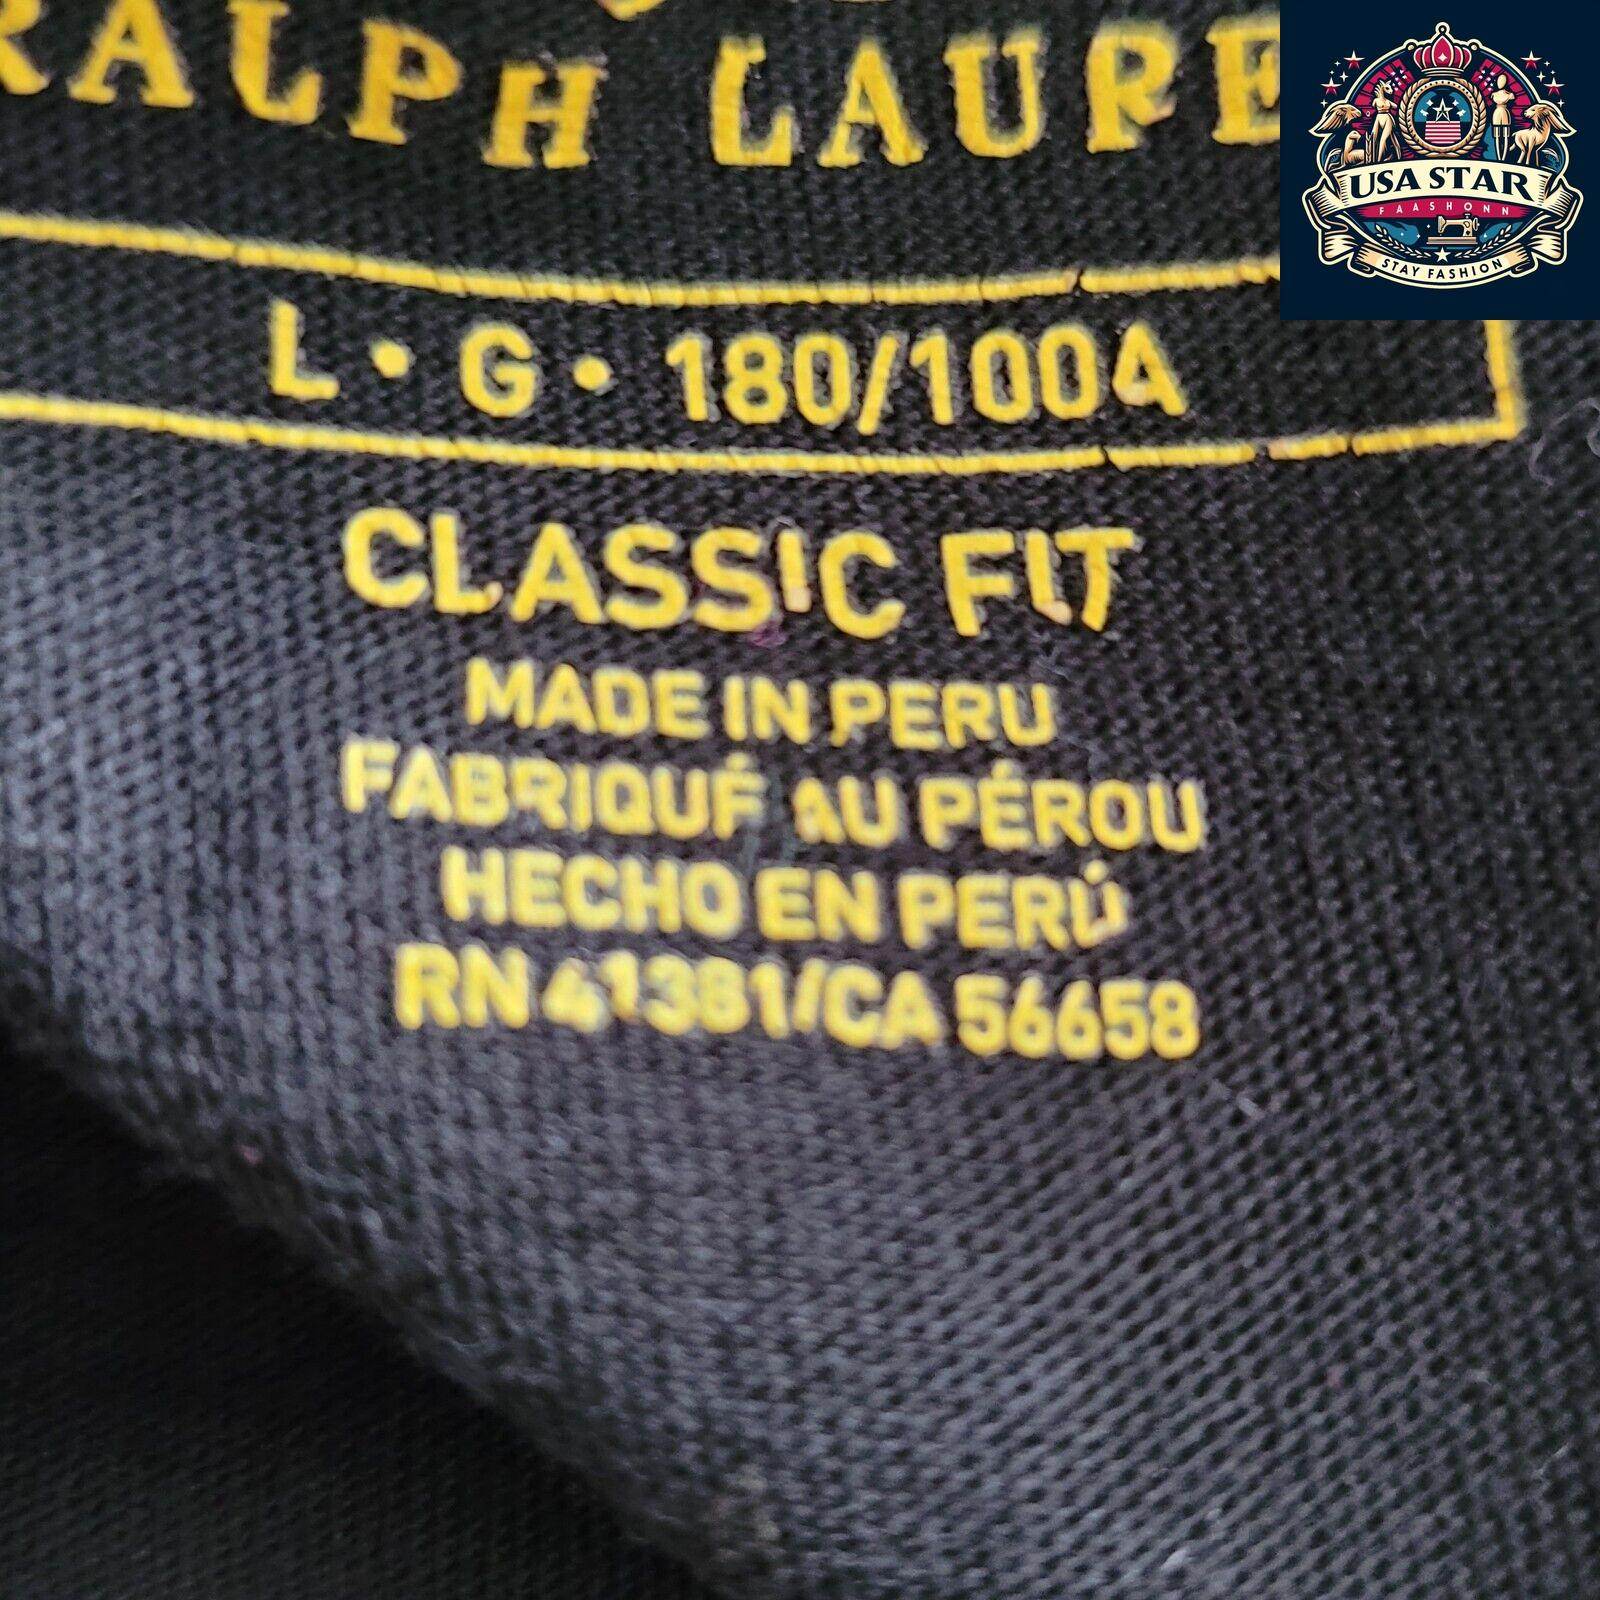 RALPH LAURE
L • G • 180/100A
CLASSIC FIT
MADE IN PERU
FABRIQUÉ AU PÉROU
HECHO EN PERÚ
RN 41381/CA 56658
USA STAR
FAASHONN
STAY FASHION